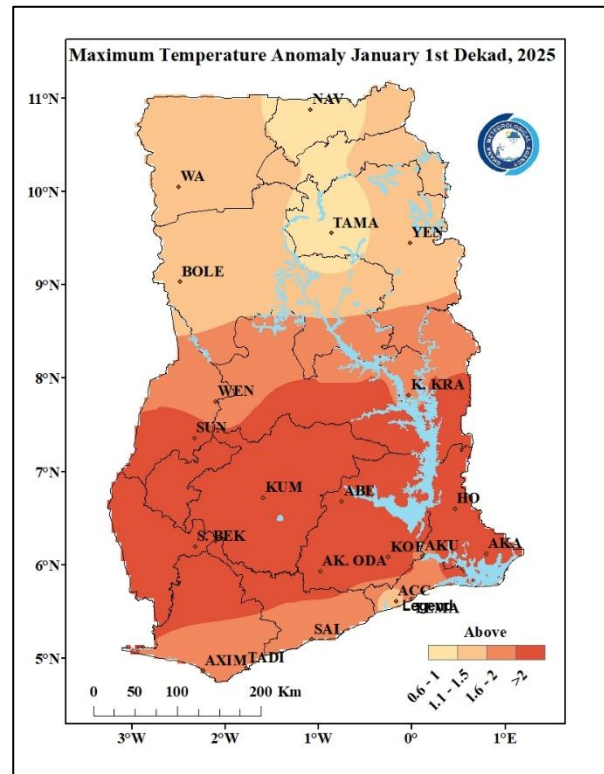 Maximum Temperature Anomaly January 1st Dekad, 2025
11°N
NAV
10°N
WA
TAMA
YEN
BOLE
9°N
8°N
K. KRA
WEN
SUN
7°N
KUM
ABE
HO
S. BEK
KOF
AKU
AKA
6°N
AK. ODA
ACC
Legend
TEMA
SAL
Above
5°N
AXIM
TADI
0.6 - 1
1.1 - 1.5
1.6 - 2
>2
0 50 100 200 Km
3°W 2°W 1°W 0° 1°E